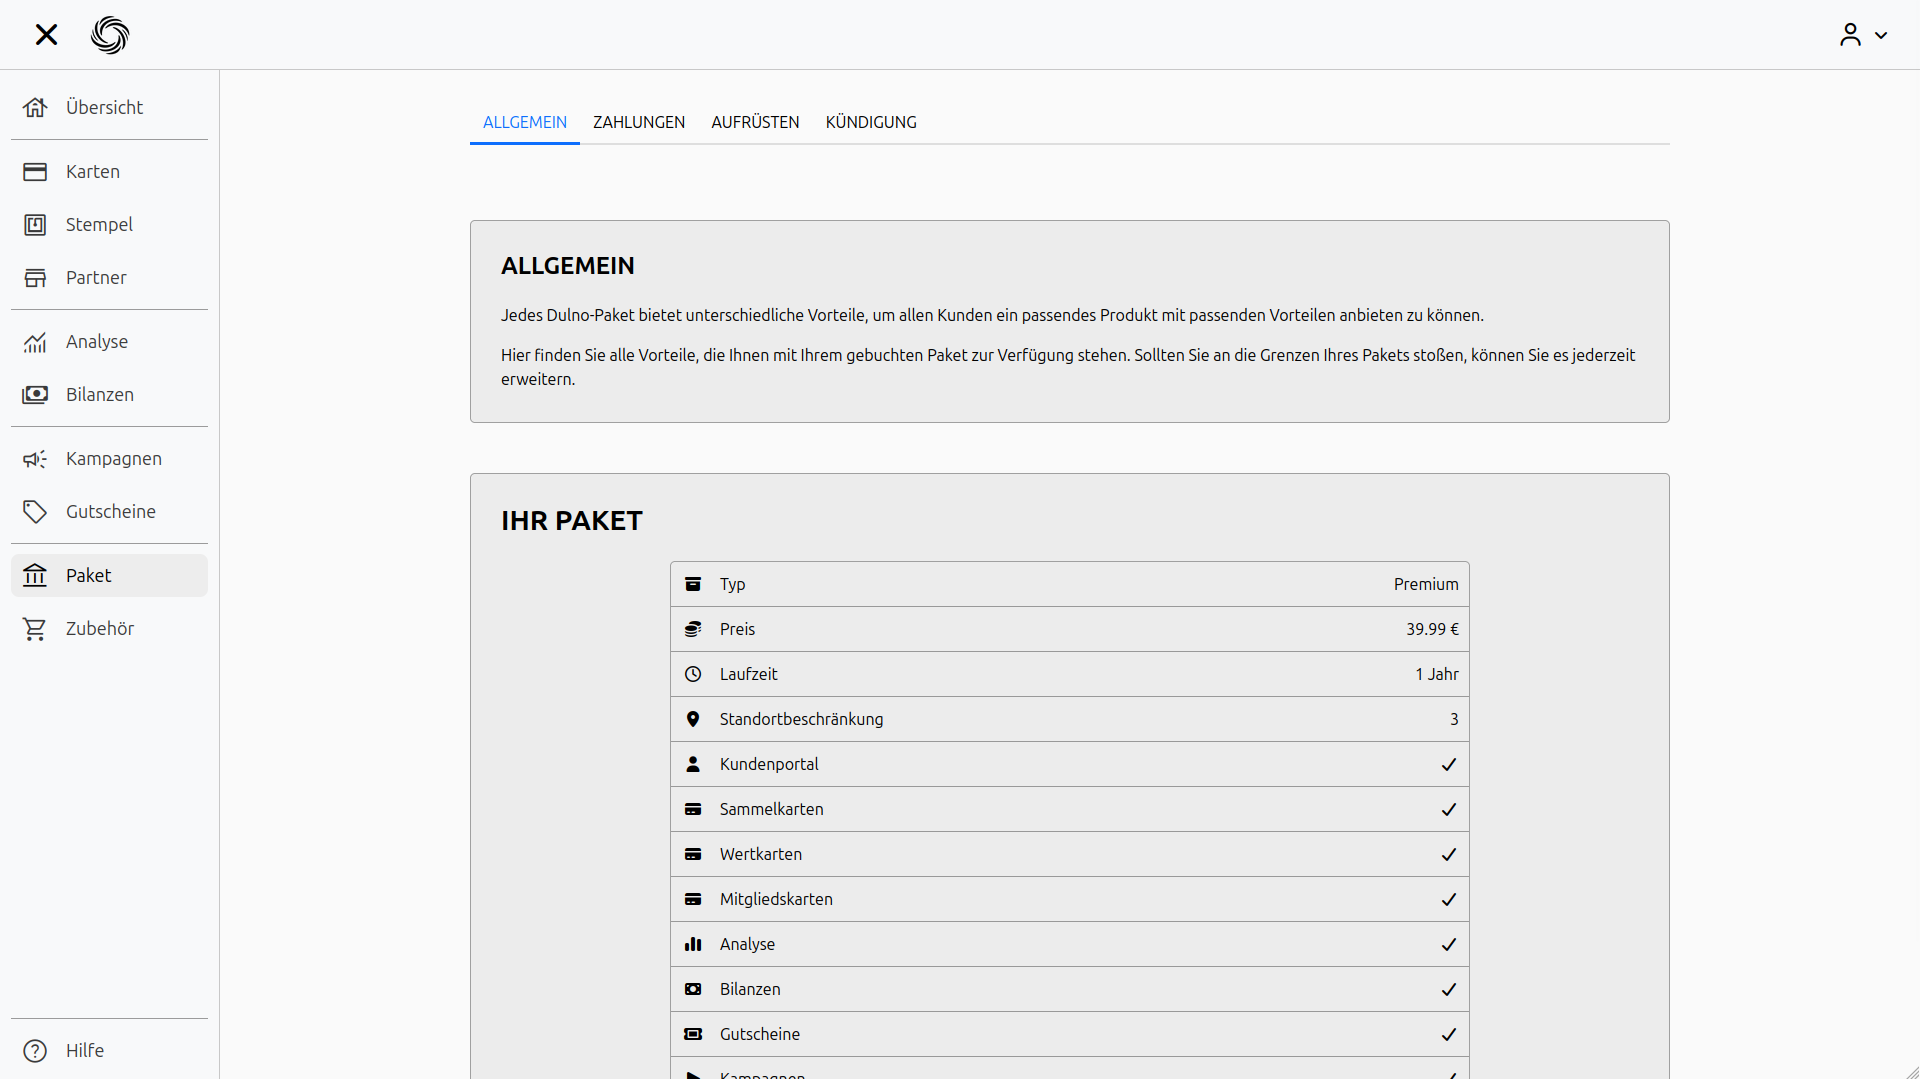 Übersicht
Karten
Stempel
Partner
Analyse
Bilanzen
Kampagnen
Gutscheine
Paket
Zubehör
Hilfe
ALLGEMEIN ZAHLUNGEN AUFRÜSTEN KÜNDIGUNG
ALLGEMEIN
Jedes Dulno-Paket bietet unterschiedliche Vorteile, um allen Kunden ein passendes Produkt mit passenden Vorteilen anbieten zu können.
Hier finden Sie alle Vorteile, die Ihnen mit Ihrem gebuchten Paket zur Verfügung stehen. Sollten Sie an die Grenzen Ihres Pakets stoßen, können Sie es jederzeit
erweitern.
IHR PAKET
Typ Premium
Preis 39.99 €
Laufzeit 1 Jahr
Standortbeschränkung 3
Kundenportal
Sammelkarten
Wertkarten
Mitgliedskarten
Analyse
Bilanzen
Gutscheine
Kampagnen